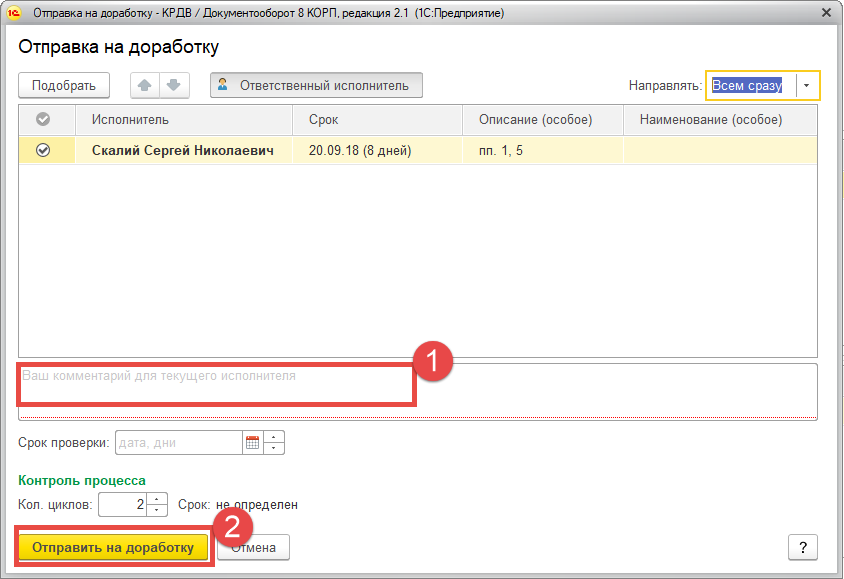 Отправка на доработку - КРДВ / Документооборот 8 КОРП, редакция 2.1 (1С:Предприятие)
Отправка на доработку
Подобрать Ответственный исполнитель Направлять: Всем сразу
Исполнитель Срок Описание (особое) Наименование (особое)
Скалий Сергей Николаевич 20.09.18 (8 дней) пп. 1, 5
1
Ваш комментарий для текущего исполнителя
Срок проверки: дата, дни
Контроль процесса
Кол. циклов: 2 Срок: не определен
2
Отправить на доработку Отмена ?